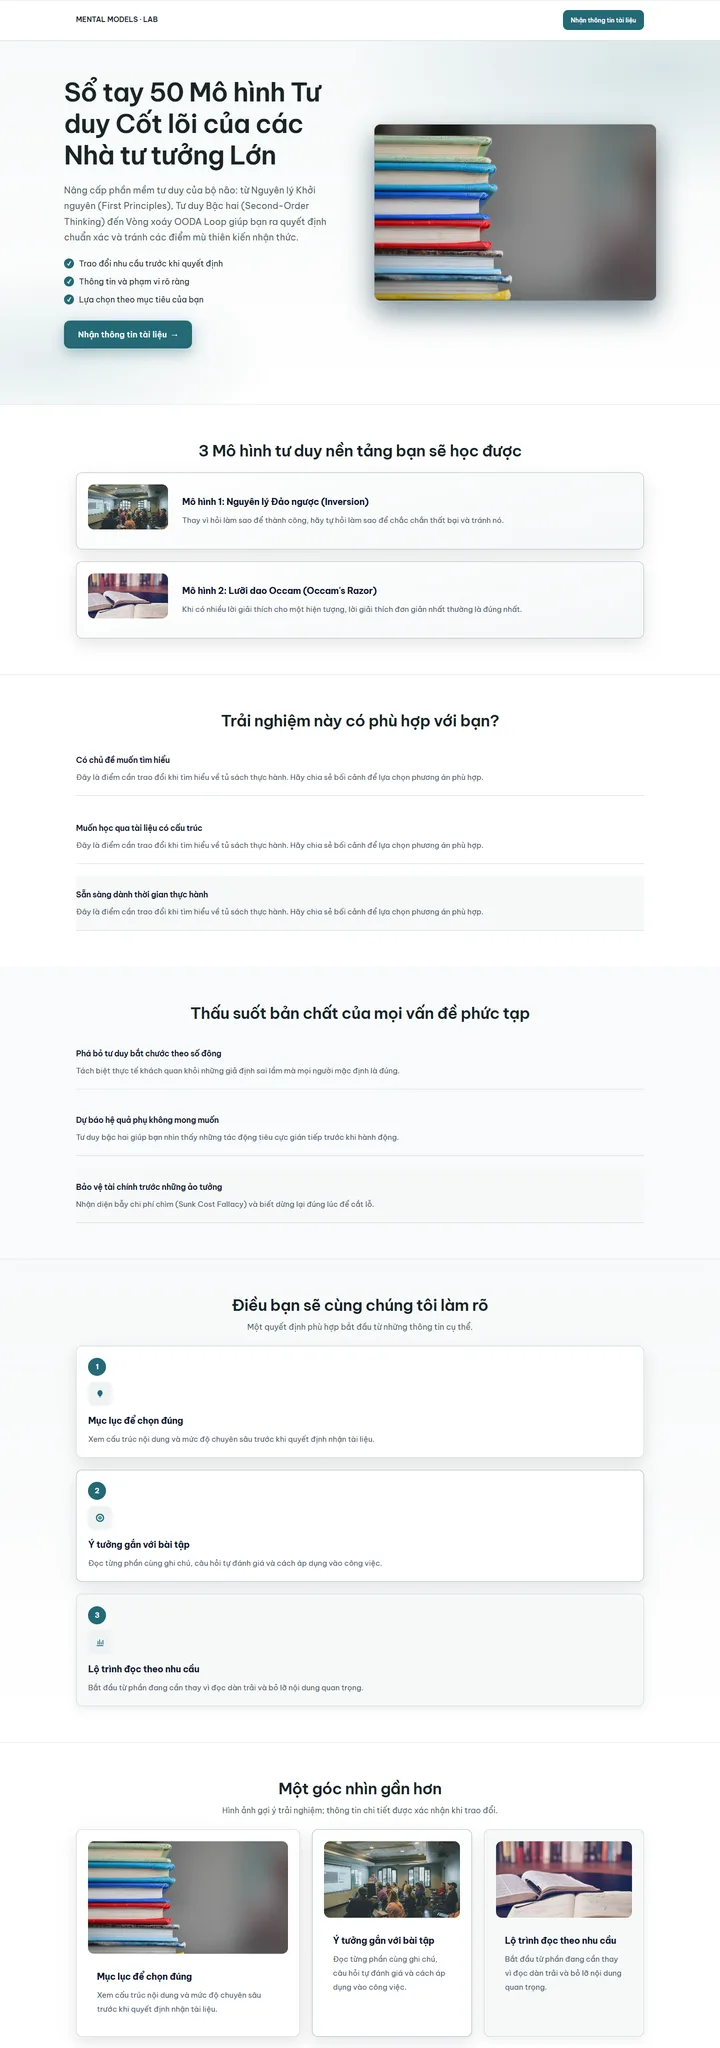 MENTAL MODELS · LAB
Nhận thông tin tài liệu
Sổ tay 50 Mô hình Tư
duy Cốt lõi của các
Nhà tư tưởng Lớn
Nâng cấp phần mềm tư duy của bộ não: từ Nguyên lý Khởi
nguyên (First Principles), Tư duy Bậc hai (Second-Order
Thinking) đến Vòng xoáy OODA Loop giúp bạn ra quyết định
chuẩn xác và tránh các điểm mù thiên kiến nhận thức.
Trao đổi nhu cầu trước khi quyết định
Thông tin và phạm vi rõ ràng
Lựa chọn theo mục tiêu của bạn
Nhận thông tin tài liệu →
3 Mô hình tư duy nền tảng bạn sẽ học được
Mô hình 1: Nguyên lý Đảo ngược (Inversion)
Thay vì hỏi làm sao để thành công, hãy tự hỏi làm sao để chắc chắn thất bại và tránh nó.
Mô hình 2: Lưỡi dao Occam (Occam's Razor)
Khi có nhiều lời giải thích cho một hiện tượng, lời giải thích đơn giản nhất thường là đúng nhất.
Trải nghiệm này có phù hợp với bạn?
Có chủ đề muốn tìm hiểu
Đây là điểm cần trao đổi khi tìm hiểu về tủ sách thực hành. Hãy chia sẻ bối cảnh để lựa chọn phương án phù hợp.
Muốn học qua tài liệu có cấu trúc
Đây là điểm cần trao đổi khi tìm hiểu về tủ sách thực hành. Hãy chia sẻ bối cảnh để lựa chọn phương án phù hợp.
Sẵn sàng dành thời gian thực hành
Đây là điểm cần trao đổi khi tìm hiểu về tủ sách thực hành. Hãy chia sẻ bối cảnh để lựa chọn phương án phù hợp.
Thấu suốt bản chất của mọi vấn đề phức tạp
Phá bỏ tư duy bắt chước theo số đông
Tách biệt thực tế khách quan khỏi những giả định sai lầm mà mọi người mặc định là đúng.
Dự báo hệ quả phụ không mong muốn
Tư duy bậc hai giúp bạn nhìn thấy những tác động tiêu cực gián tiếp trước khi hành động.
Bảo vệ tài chính trước những ảo tưởng
Nhận diện bẫy chi phí chìm (Sunk Cost Fallacy) và biết dừng lại đúng lúc để cắt lỗ.
Điều bạn sẽ cùng chúng tôi làm rõ
Một quyết định phù hợp bắt đầu từ những thông tin cụ thể.
1
Mục lục để chọn đúng
Xem cấu trúc nội dung và mức độ chuyên sâu trước khi quyết định nhận tài liệu.
2
Ý tưởng gắn với bài tập
Đọc từng phần cùng ghi chú, câu hỏi tự đánh giá và cách áp dụng vào công việc.
3
Lộ trình đọc theo nhu cầu
Bắt đầu từ phần đang cần thay vì đọc dàn trải và bỏ lỡ nội dung quan trọng.
Một góc nhìn gần hơn
Hình ảnh gợi ý trải nghiệm; thông tin chi tiết được xác nhận khi trao đổi.
Mục lục để chọn đúng
Xem cấu trúc nội dung và mức độ chuyên sâu
trước khi quyết định nhận tài liệu.
Ý tưởng gắn với bài tập
Đọc từng phần cùng ghi chú,
câu hỏi tự đánh giá và cách áp
dụng vào công việc.
Lộ trình đọc theo nhu cầu
Bắt đầu từ phần đang cần thay
vì đọc dàn trải và bỏ lỡ nội dung
quan trọng.